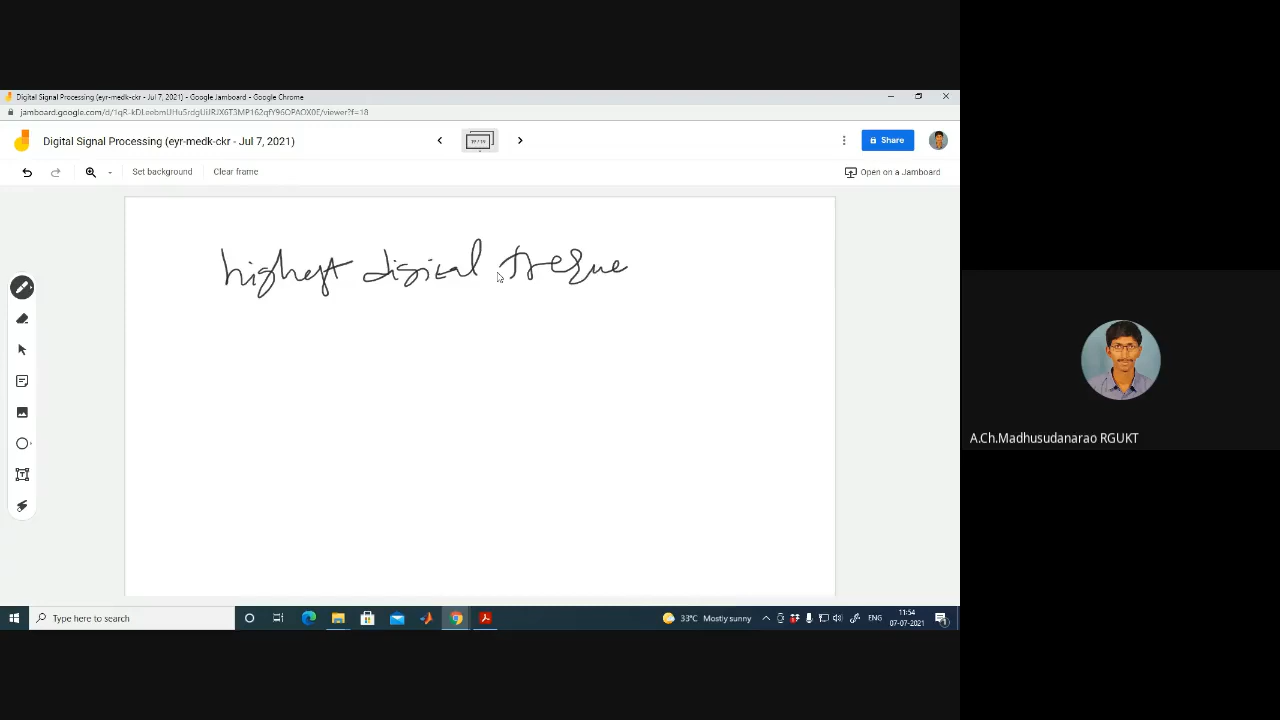 Digital Signal Processing (eyr-medk-ckr - Jul 7, 2021) - Google Jamboard - Google Chrome
Digital Signal Processing (eyr-medk-ckr - Jul 7, 2021)
19 / 19
Share
Set background
Clear frame
Open on a Jamboard
highest digital freque
A.Ch.Madhusudanarao RGUKT
Type here to search
33°C Mostly sunny
ENG
11:54
07-07-2021